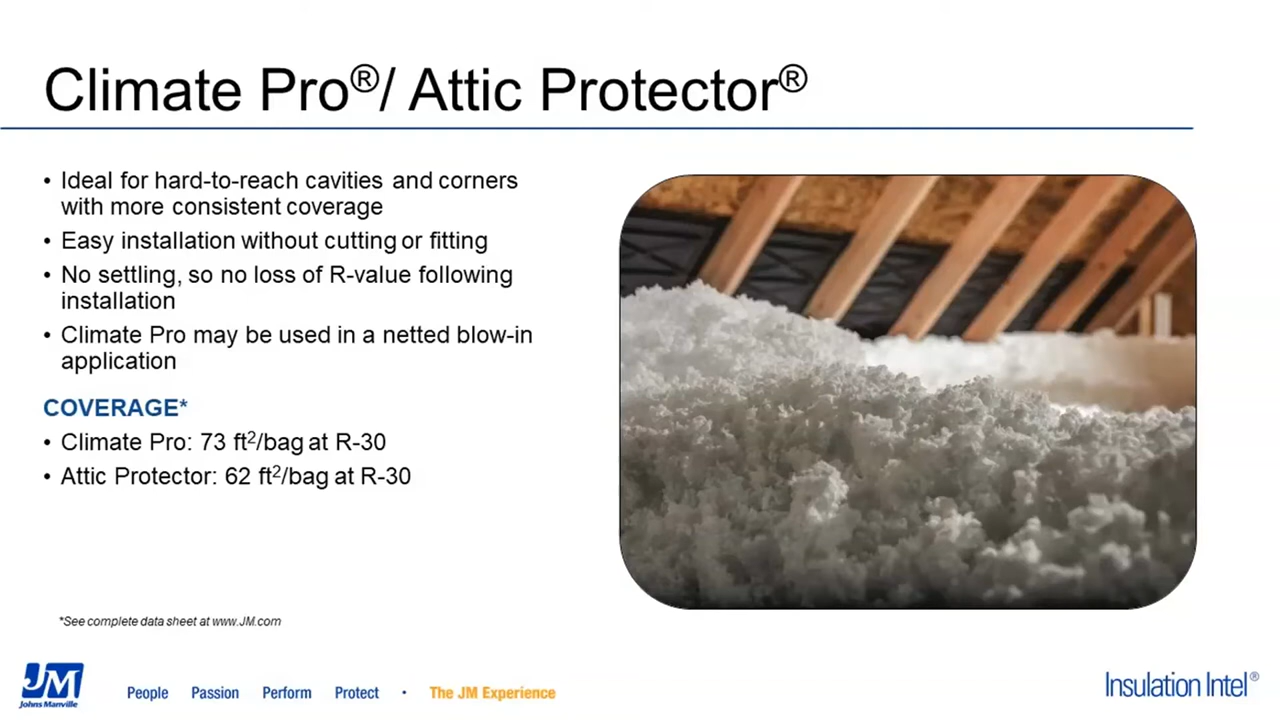 Climate Pro®/ Attic Protector®
• Ideal for hard-to-reach cavities and corners
with more consistent coverage
• Easy installation without cutting or fitting
• No settling, so no loss of R-value following
installation
• Climate Pro may be used in a netted blow-in
application
COVERAGE*
• Climate Pro: 73 ft²/bag at R-30
• Attic Protector: 62 ft²/bag at R-30
*See complete data sheet at www.JM.com
JM
Johns Manville
People Passion Perform Protect • The JM Experience
Insulation Intel®